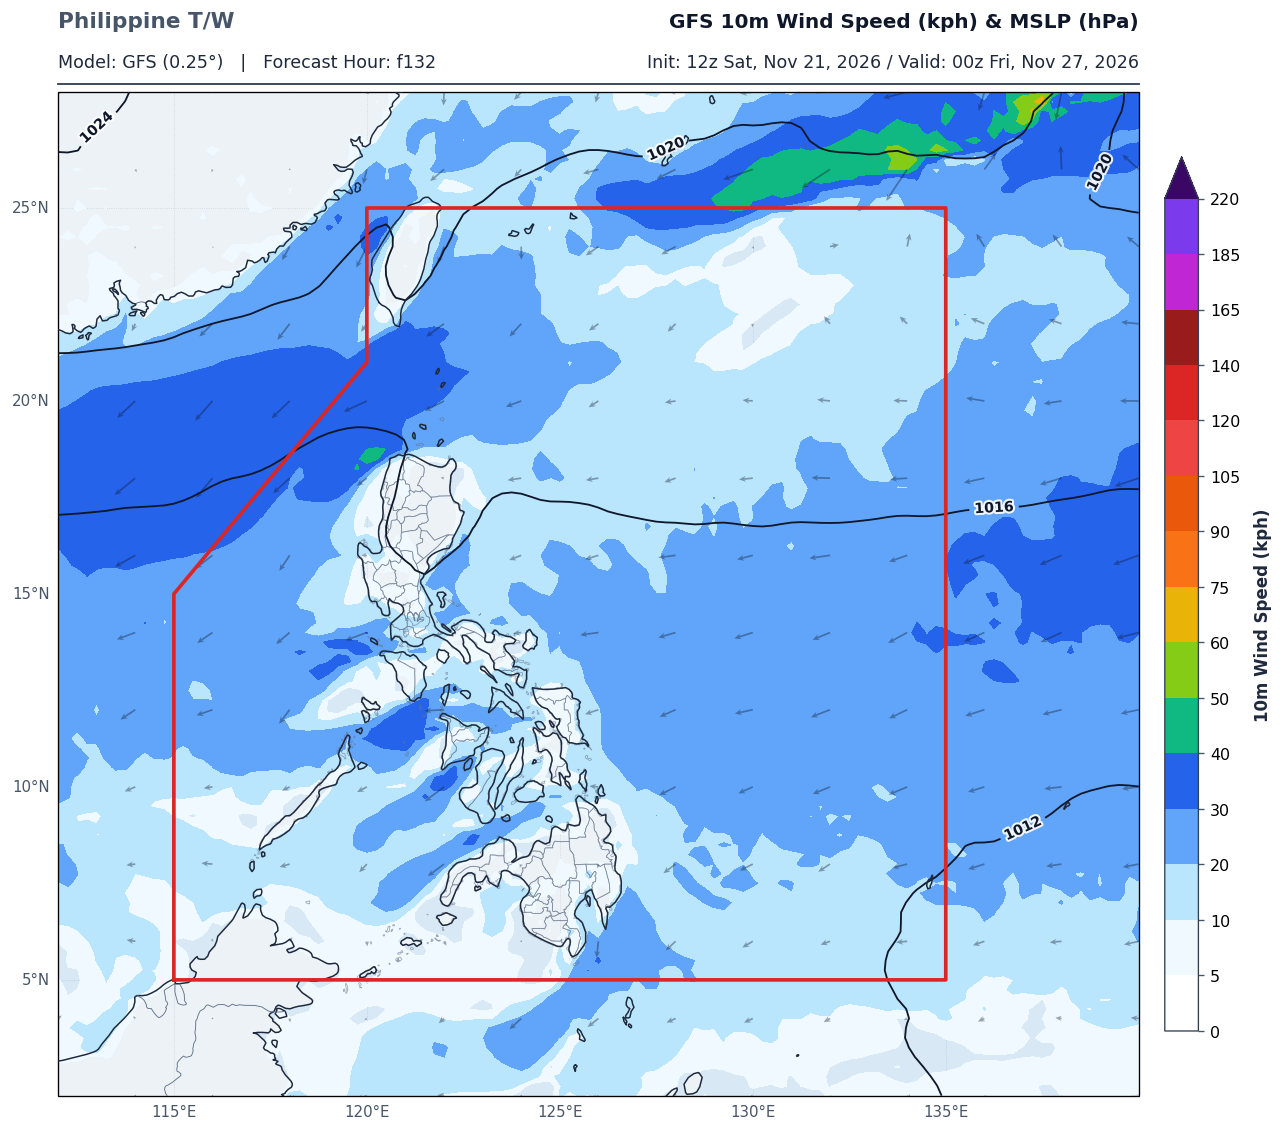 Philippine T/W
GFS 10m Wind Speed (kph) & MSLP (hPa)
Model: GFS (0.25°) | Forecast Hour: f132
Init: 12z Sat, Nov 21, 2026 / Valid: 00z Fri, Nov 27, 2026
1024
1020
1020
1016
1012
25°N
20°N
15°N
10°N
5°N
115°E
120°E
125°E
130°E
135°E
220
185
165
140
120
105
90
75
60
50
40
30
20
10
5
0
10m Wind Speed (kph)